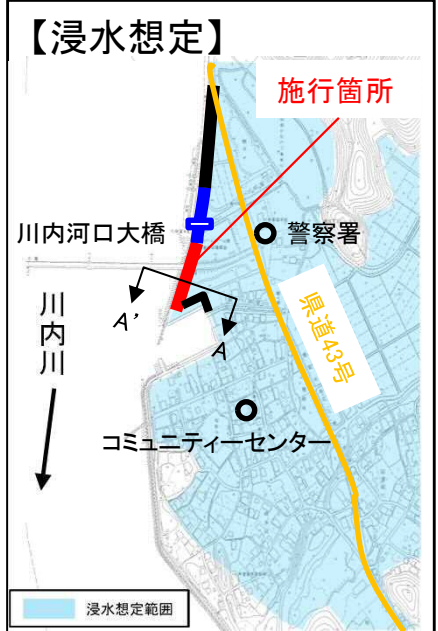 【浸水想定】
施行箇所
川内河口大橋
警察署
川内川
A'
A
県道43号
コミュニティーセンター
浸水想定範囲